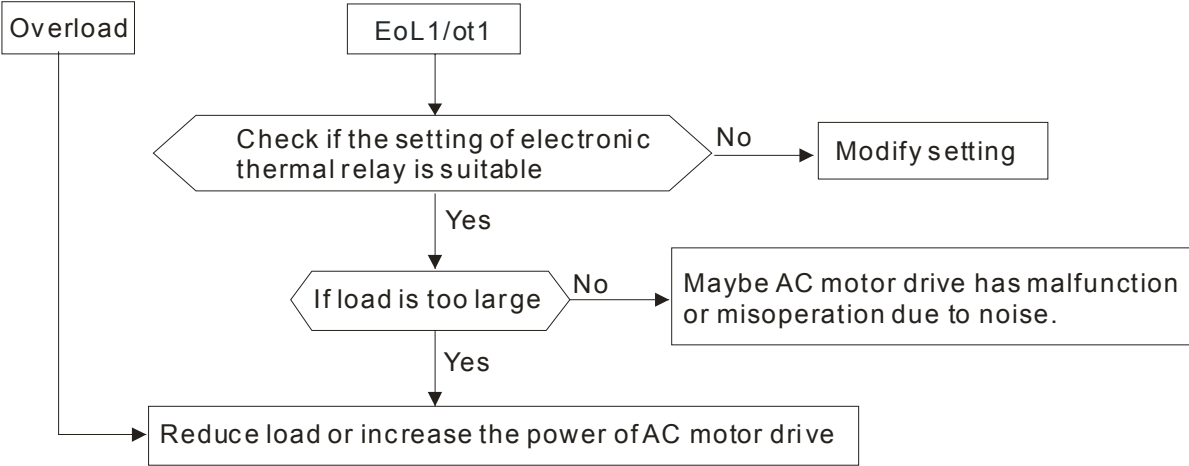 Overload
EoL1/ot1
Check if the setting of electronic
thermal relay is suitable
No
Modify setting
Yes
If load is too large
No
Maybe AC motor drive has malfunction
or misoperation due to noise.
Yes
Reduce load or increase the power of AC motor drive